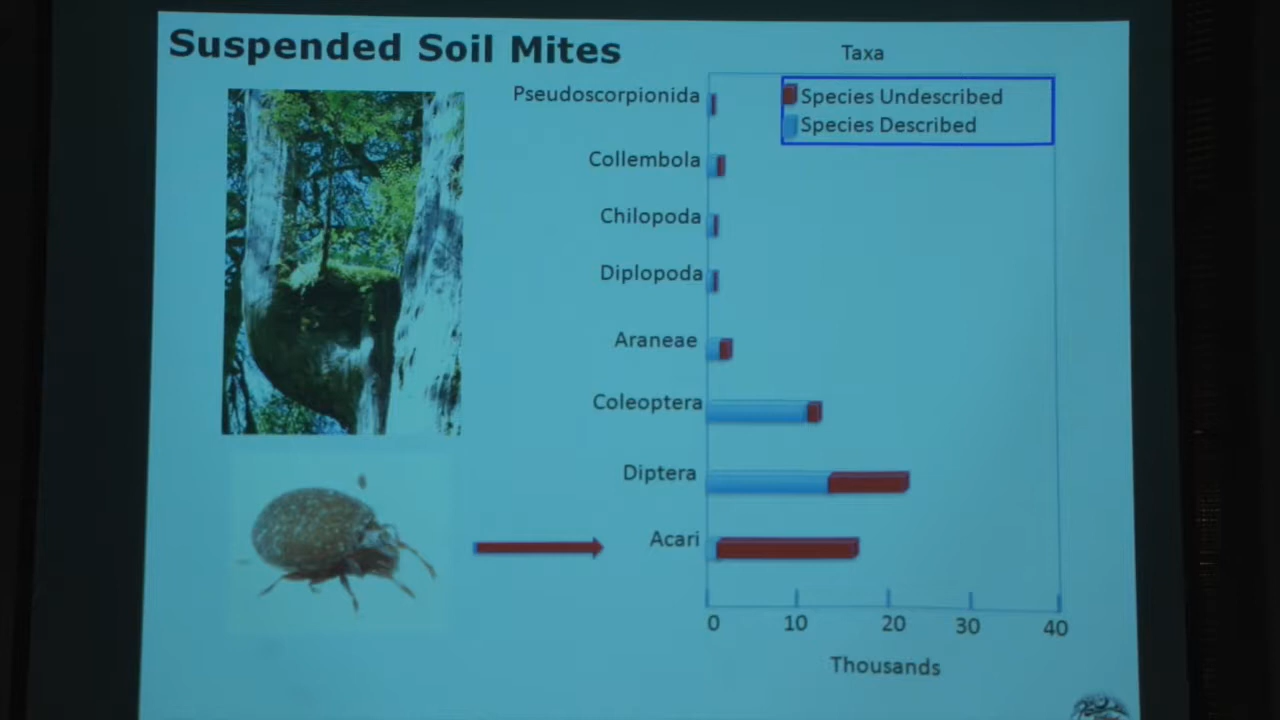 Suspended Soil Mites
Taxa
Species Undescribed
Species Described
Pseudoscorpionida
Collembola
Chilopoda
Diplopoda
Araneae
Coleoptera
Diptera
Acari
0 10 20 30 40
Thousands